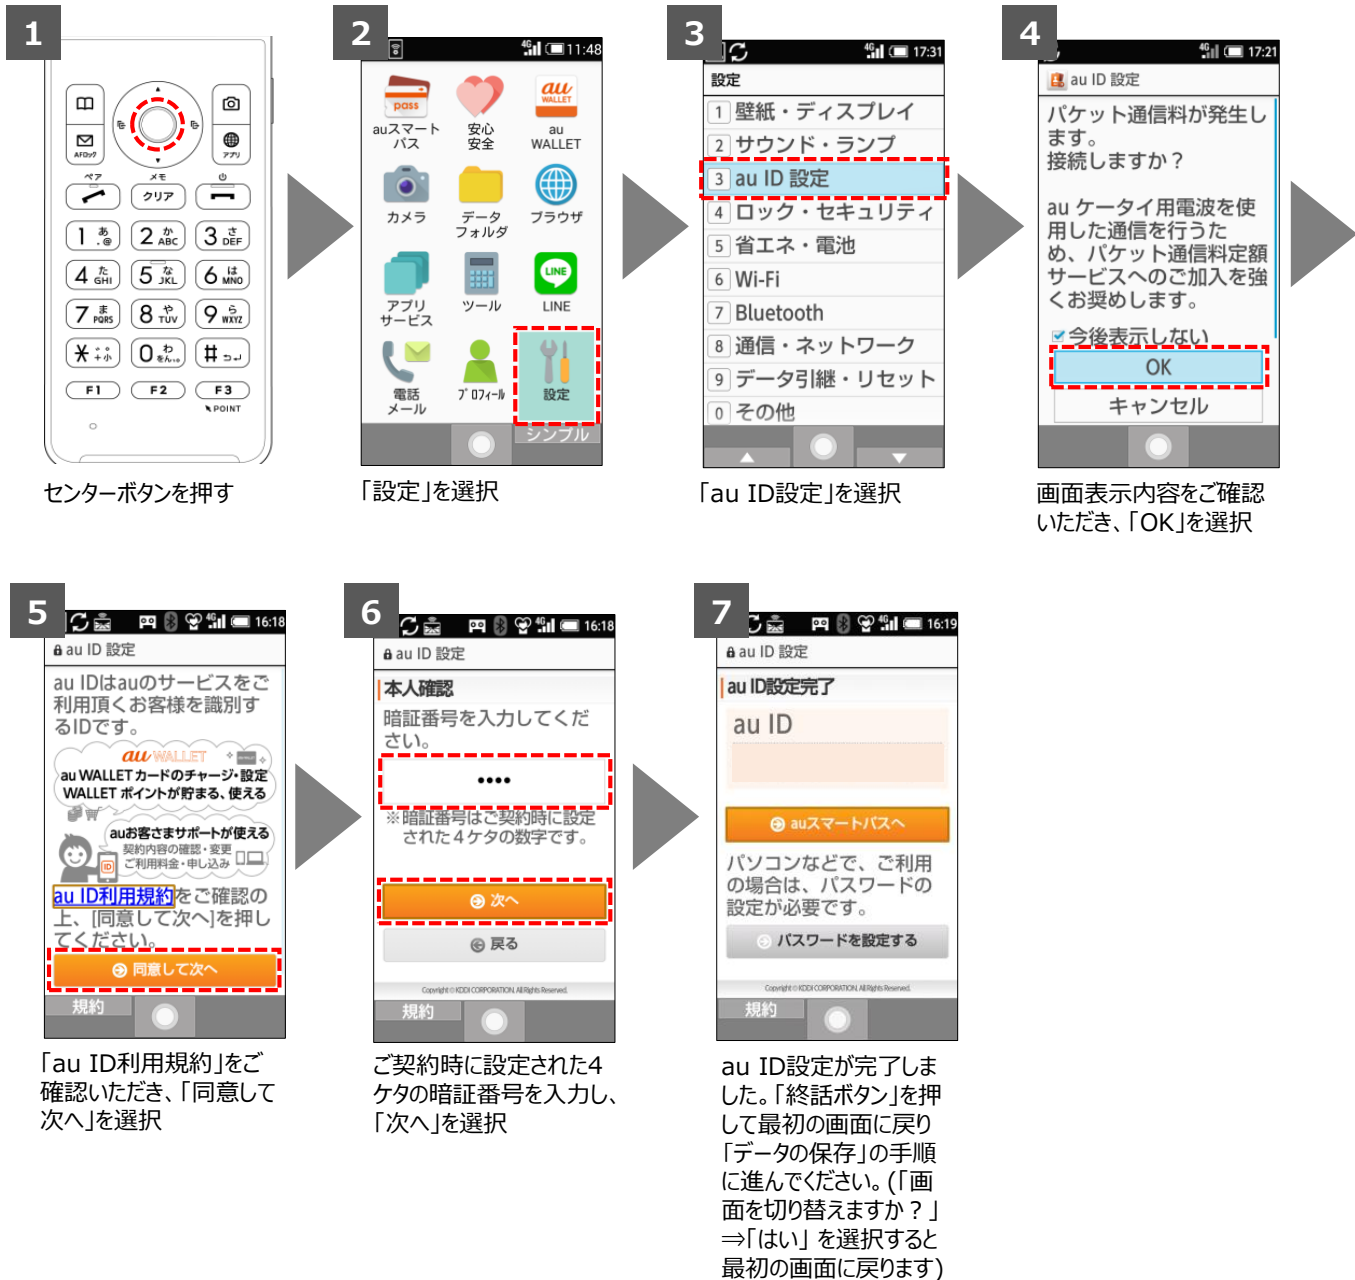 1
AFロック
アプリ
ペア
メモ
クリア
1 あ .@
2 か ABC
3 さ DEF
4 た GHI
5 な JKL
6 は MNO
7 ま PQRS
8 や TUV
9 ら WXYZ
0 わ をん
#
F1
F2
F3
POINT
センターボタンを押す
2
4G 11:48
pass
au WALLET
auスマート
パス
安心
安全
au
WALLET
カメラ
データ
フォルダ
ブラウザ
LINE
アプリ
サービス
ツール
LINE
電話
メール
プロフィール
設定
シンプル
「設定」を選択
3
4G 17:31
設定
1 壁紙・ディスプレイ
2 サウンド・ランプ
3 au ID 設定
4 ロック・セキュリティ
5 省エネ・電池
6 Wi-Fi
7 Bluetooth
8 通信・ネットワーク
9 データ引継・リセット
0 その他
「au ID設定」を選択
4
4G 17:21
au ID 設定
パケット通信料が発生し
ます。
接続しますか？
au ケータイ用電波を使
用した通信を行うた
め、パケット通信料定額
サービスへのご加入を強
くお奨めします。
今後表示しない
OK
キャンセル
画面表示内容をご確認
いただき、「OK」を選択
5
4G 16:18
au ID 設定
au IDはauのサービスをご
利用頂くお客様を識別す
るIDです。
au WALLET
au WALLET カードのチャージ・設定
WALLET ポイントが貯まる、使える
auお客さまサポートが使える
契約内容の確認・変更
ご利用料金・申し込み
ID
au ID利用規約をご確認の
上、[同意して次へ]を押し
てください。
同意して次へ
規約
「au ID利用規約」をご
確認いただき、「同意して
次へ」を選択
6
4G 16:18
au ID 設定
本人確認
暗証番号を入力してくだ
さい。
••••
※暗証番号はご契約時に設定
された４ケタの数字です。
次へ
戻る
Copyright © KDDI CORPORATION, All Rights Reserved.
規約
ご契約時に設定された4
ケタの暗証番号を入力し、
「次へ」を選択
7
4G 16:19
au ID 設定
au ID設定完了
au ID
auスマートパスへ
パソコンなどで、ご利用
の場合は、パスワードの
設定が必要です。
パスワードを設定する
Copyright © KDDI CORPORATION, All Rights Reserved.
規約
au ID設定が完了しま
した。「終話ボタン」を押
して最初の画面に戻り
「データの保存」の手順
に進んでください。(「画
面を切り替えますか？」
⇒「はい」を選択すると
最初の画面に戻ります)